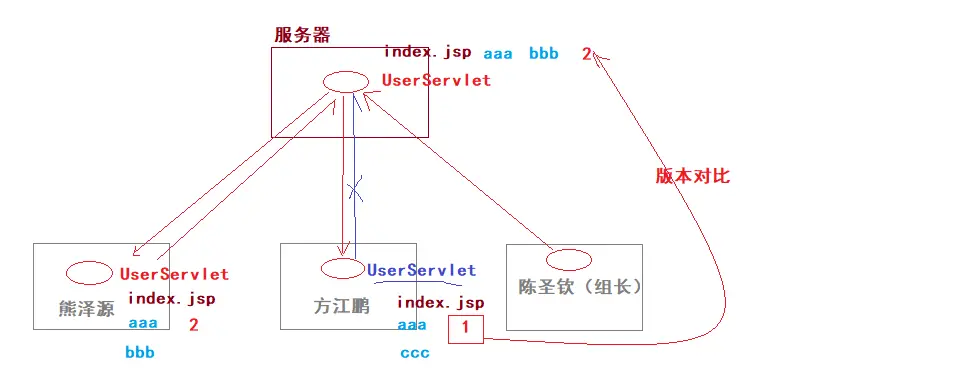 服务器
index.jsp aaa bbb 2
UserServlet
版本对比
UserServlet
index.jsp
熊泽源
aaa 2
bbb
UserServlet
index.jsp
方江鹏
aaa
1
ccc
陈圣钦（组长）